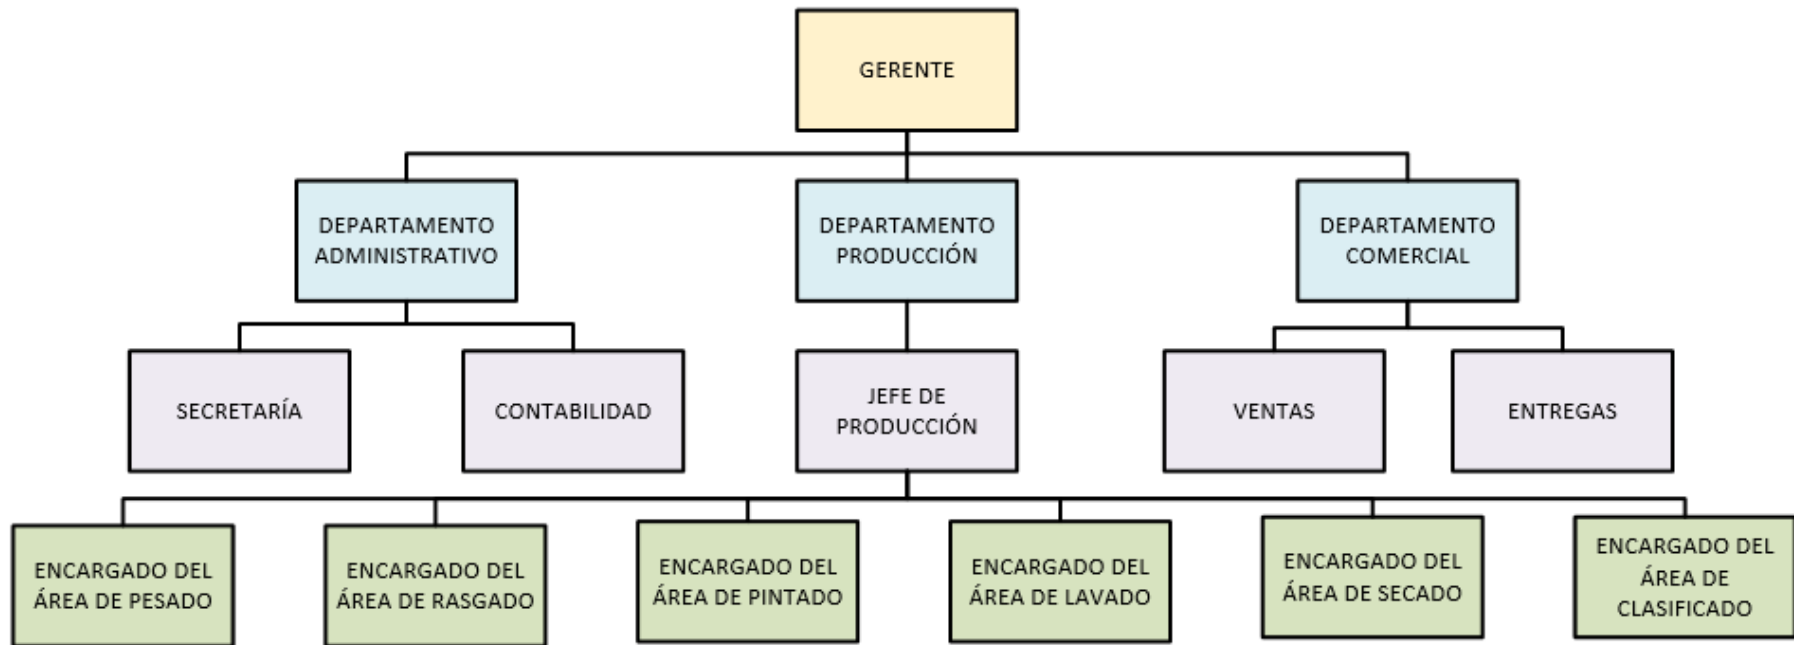 GERENTE
DEPARTAMENTO
ADMINISTRATIVO
DEPARTAMENTO
PRODUCCIÓN
DEPARTAMENTO
COMERCIAL
SECRETARÍA
CONTABILIDAD
JEFE DE
PRODUCCIÓN
VENTAS
ENTREGAS
ENCARGADO DEL
ÁREA DE PESADO
ENCARGADO DEL
ÁREA DE RASGADO
ENCARGADO DEL
ÁREA DE PINTADO
ENCARGADO DEL
ÁREA DE LAVADO
ENCARGADO DEL
ÁREA DE SECADO
ENCARGADO DEL
ÁREA DE
CLASIFICADO